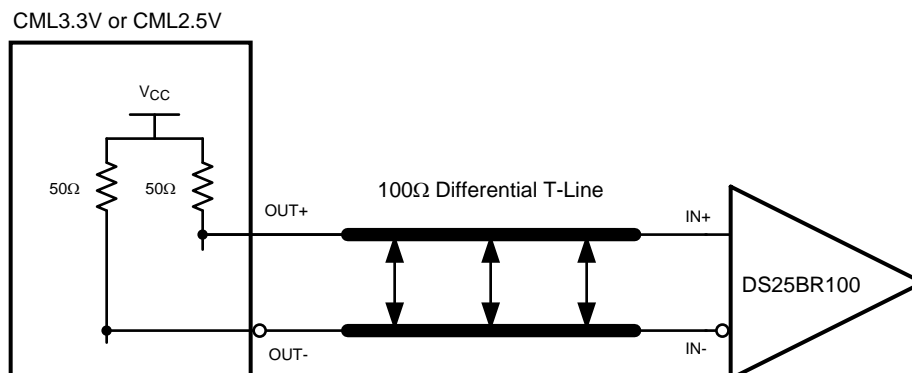 CML3.3V or CML2.5V
VCC
50Ω
50Ω
100Ω Differential T-Line
OUT+
IN+
DS25BR100
OUT-
IN-